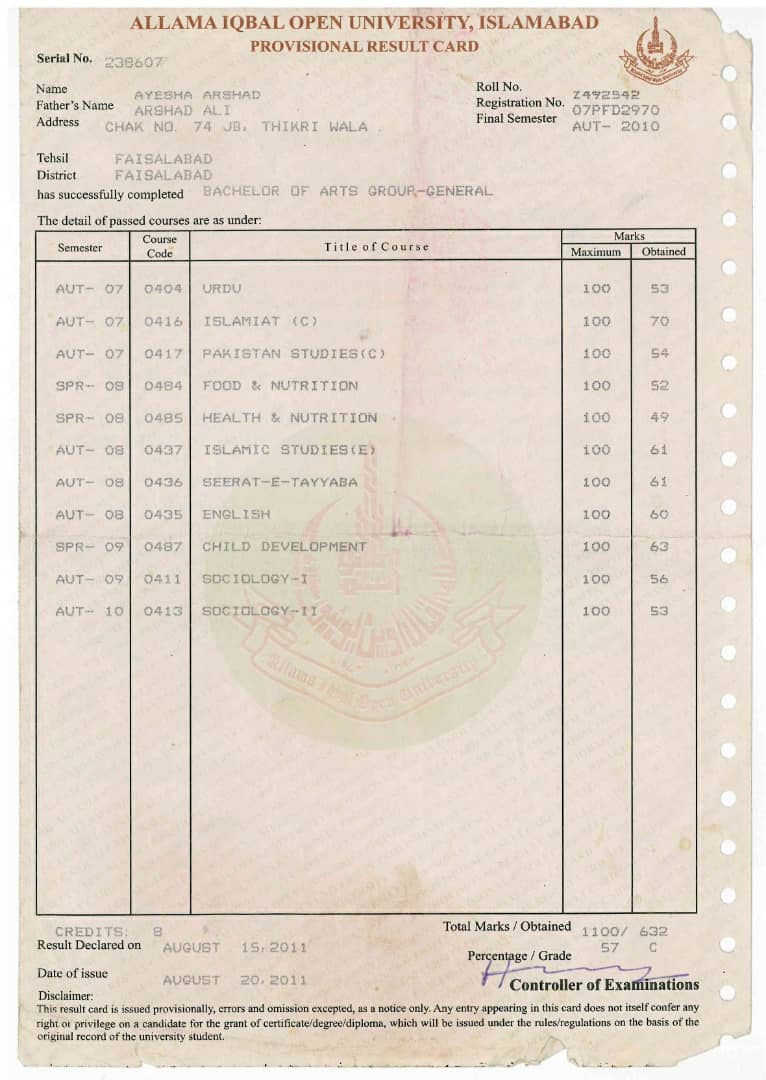 ALLAMA IQBAL OPEN UNIVERSITY, ISLAMABAD
PROVISIONAL RESULT CARD
Allama Iqbal Open University
Serial No. 238607
Name AYESHA ARSHAD
Father's Name ARSHAD ALI
Address CHAK NO. 74 JB, THIKRI WALA .
Roll No. Z492542
Registration No. 07PFD2970
Final Semester AUT- 2010
Tehsil FAISALABAD
District FAISALABAD
has successfully completed BACHELOR OF ARTS GROUP-GENERAL
The detail of passed courses are as under:
Semester Course Code Title of Course Marks Maximum Obtained
AUT- 07 0404 URDU 100 53
AUT- 07 0416 ISLAMIAT (C) 100 70
AUT- 07 0417 PAKISTAN STUDIES(C) 100 54
SPR- 08 0484 FOOD & NUTRITION 100 52
SPR- 08 0485 HEALTH & NUTRITION 100 49
AUT- 08 0437 ISLAMIC STUDIES(E) 100 61
AUT- 08 0436 SEERAT-E-TAYYABA 100 61
AUT- 08 0435 ENGLISH 100 60
SPR- 09 0487 CHILD DEVELOPMENT 100 63
AUT- 09 0411 SOCIOLOGY-I 100 56
AUT- 10 0413 SOCIOLOGY-II 100 53
Allama Iqbal Open University
CREDITS: 8
Total Marks / Obtained 1100/ 632
Result Declared on AUGUST 15,2011
Percentage / Grade 57 C
Date of issue AUGUST 20,2011
Controller of Examinations
Disclaimer:
This result card is issued provisionally, errors and omission excepted, as a notice only. Any entry appearing in this card does not itself confer any
right or privilege on a candidate for the grant of certificate/degree/diploma, which will be issued under the rules/regulations on the basis of the
original record of the university student.